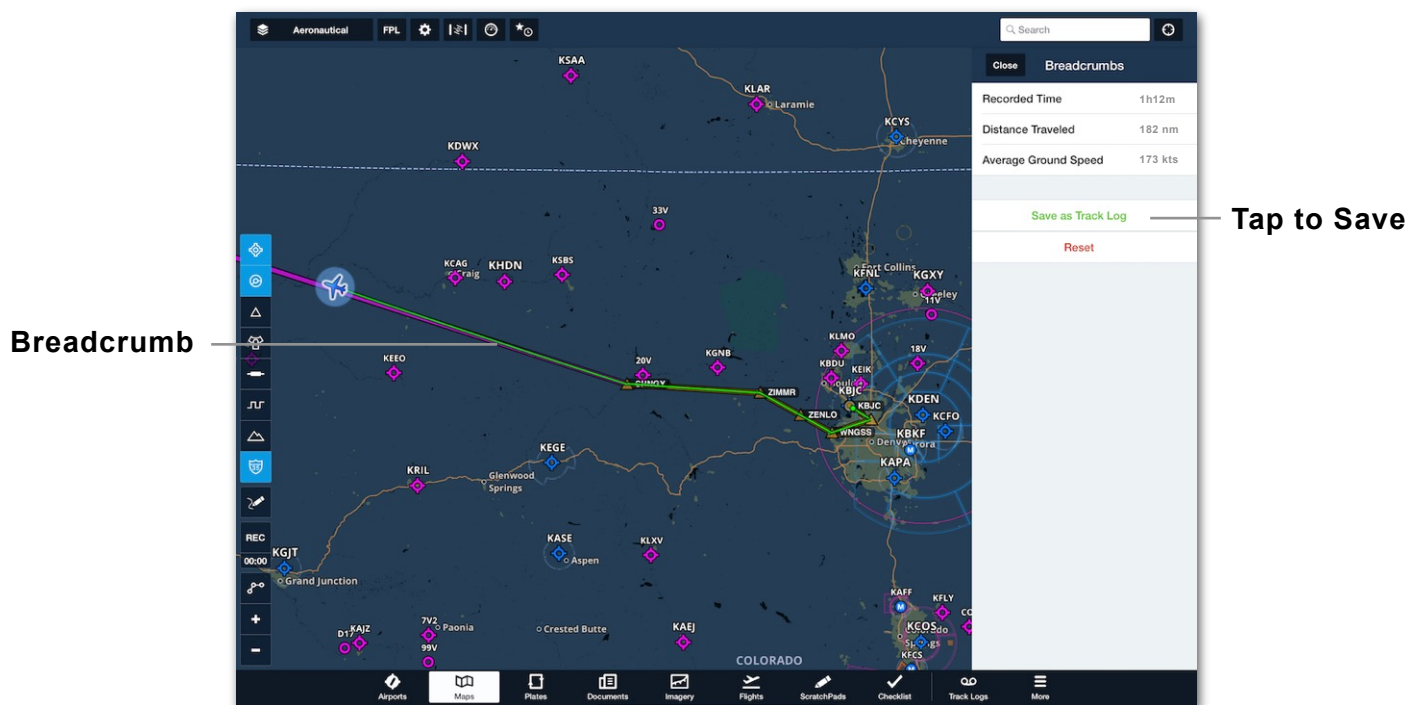 Aeronautical
FPL
Search
Close
Breadcrumbs
Recorded Time
1h12m
Distance Traveled
182 nm
Average Ground Speed
173 kts
Save as Track Log
Reset
Tap to Save
Breadcrumb
KSAA
KLAR
Laramie
KCYS
Cheyenne
KDWX
33V
KCAG
KHDN
KSBS
Fort Collins
KFNL
KGXY
11V
KLMO
18V
KEEO
20V
KGNB
KBDU
KEIK
KBJC
KBJC
KDEN
KCFO
ZIMMR
ZENLO
WNGSS
KBKF
KAPA
KEGE
KRIL
Glenwood
Springs
KASE
Aspen
KLXV
REC
00:00
KGJT
Grand Junction
KAFF
KFLY
7V2
Paonia
D17
KAJZ
99V
Crested Butte
KAEJ
KCOS
KFCS
COLORADO
Airports
Maps
Plates
Documents
Imagery
Flights
ScratchPads
Checklist
Track Logs
More